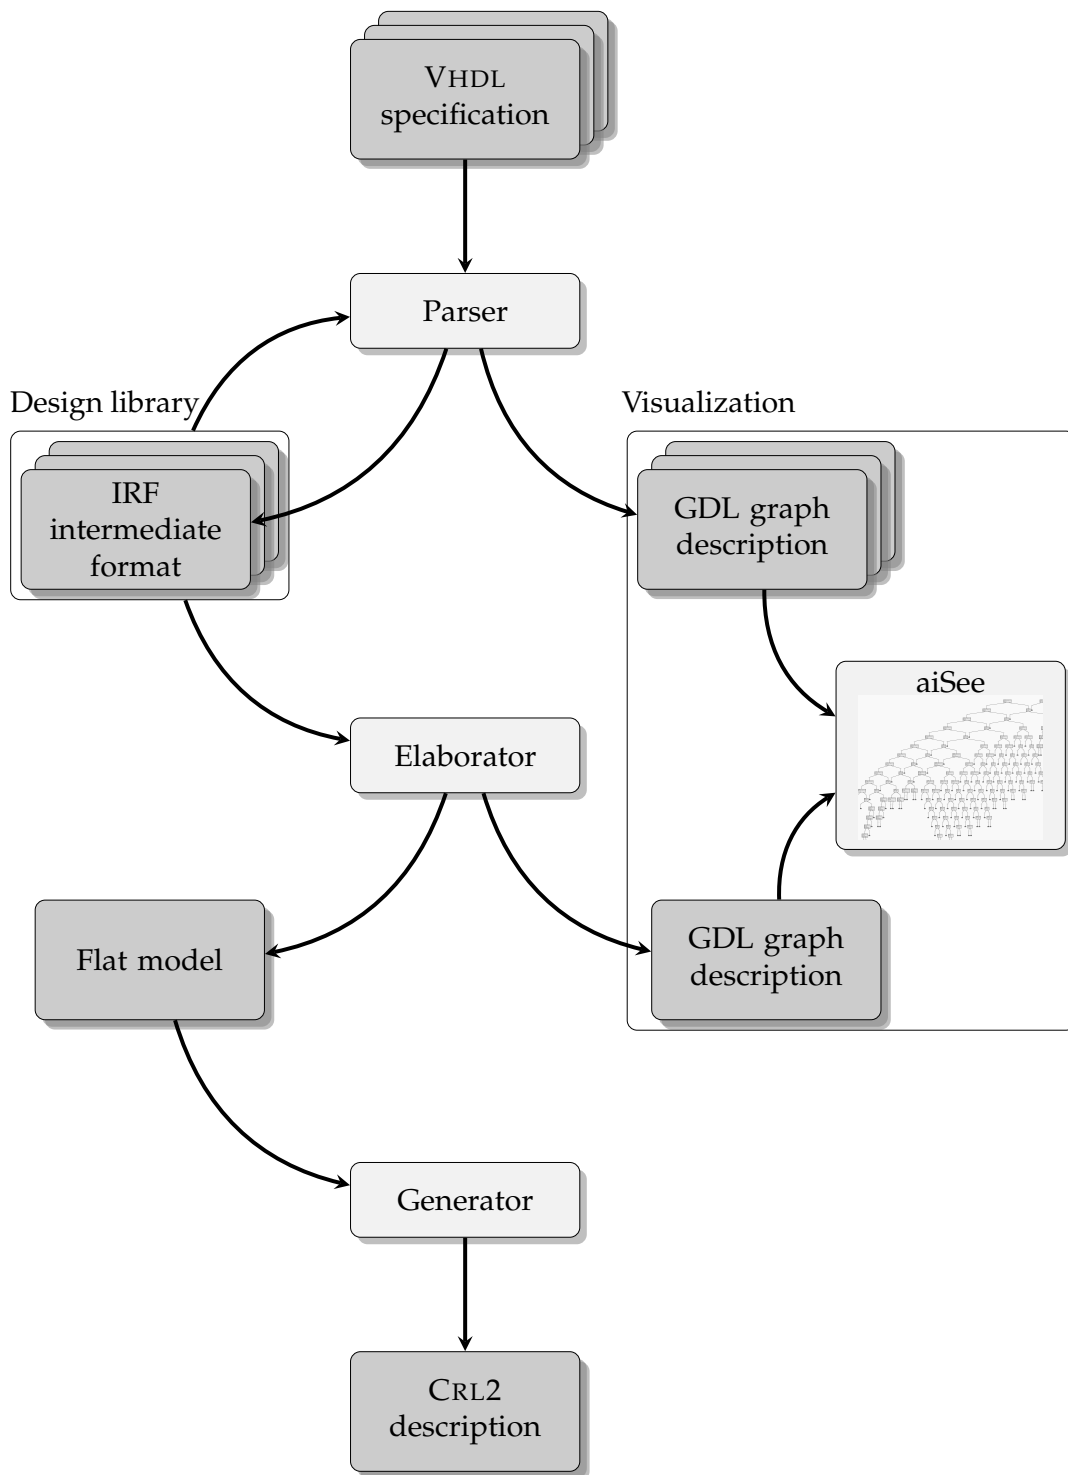 VHDL
specification
Parser
Design library
Visualization
IRF
intermediate
format
GDL graph
description
aiSee
Elaborator
GDL graph
description
Flat model
Generator
CRL2
description